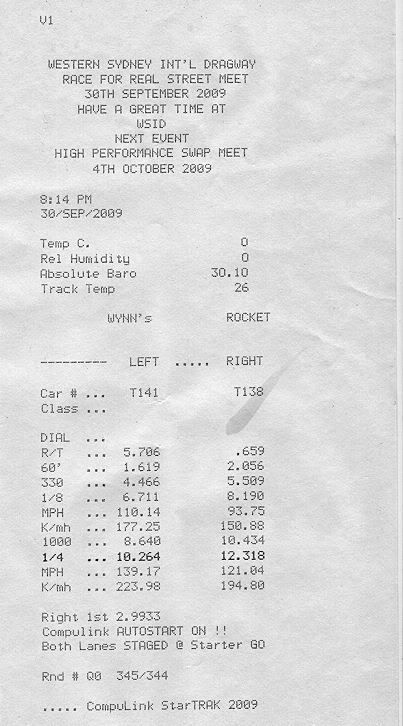 V1
WESTERN SYDNEY INT'L DRAGWAY
RACE FOR REAL STREET MEET
30TH SEPTEMBER 2009
HAVE A GREAT TIME AT
WSID
NEXT EVENT
HIGH PERFORMANCE SWAP MEET
4TH OCTOBER 2009
8:14 PM
30/SEP/2009
Temp C. 0
Rel Humidity 0
Absolute Baro 30.10
Track Temp 26
WYNN's ROCKET
--------- LEFT ..... RIGHT
Car # ... T141 T138
Class ...
DIAL ...
R/T ... 5.706 .659
60' ... 1.619 2.056
330 ... 4.466 5.509
1/8 ... 6.711 8.190
MPH ... 110.14 93.75
K/mh ... 177.25 150.88
1000 ... 8.640 10.434
1/4 ... 10.264 12.318
MPH ... 139.17 121.04
K/mh ... 223.98 194.80
Right 1st 2.9933
Compulink AUTOSTART ON !!
Both Lanes STAGED @ Starter GO
Rnd # Q0 345/344
..... CompuLink StarTRAK 2009